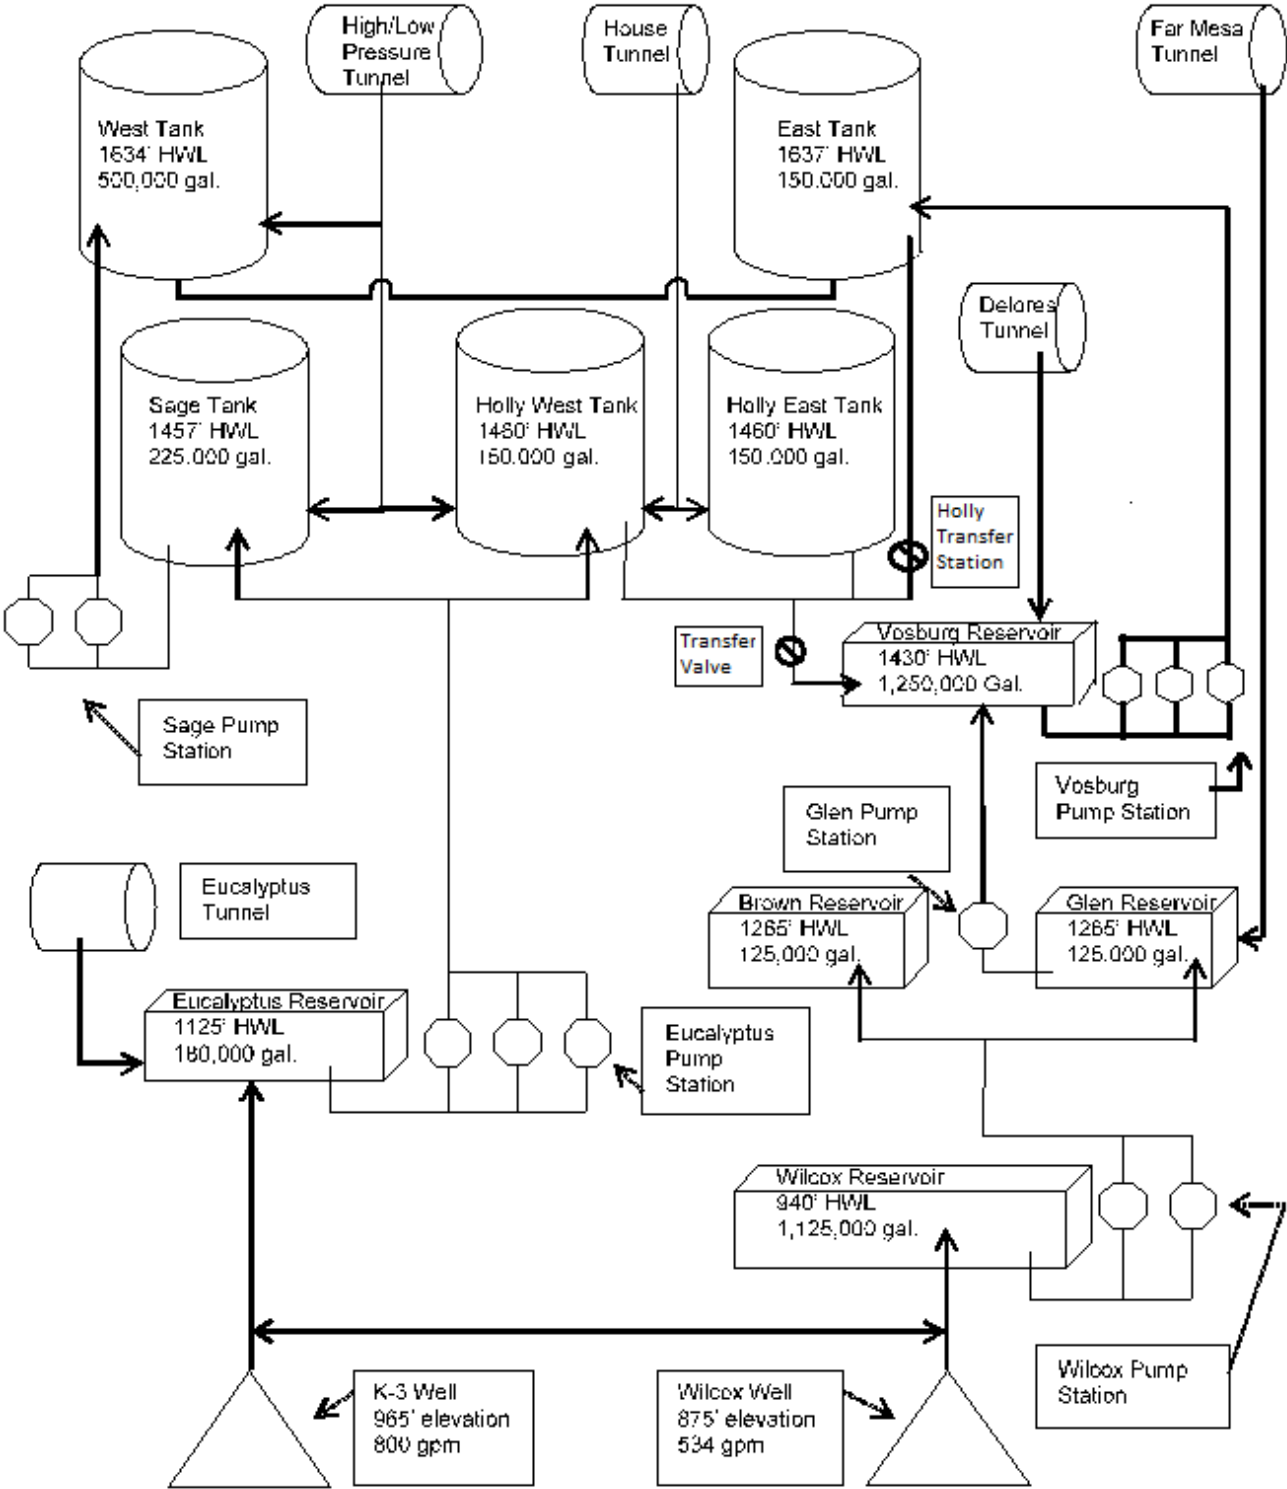 High/Low
Pressure
Tunnel
House
Tunnel
Far Mesa
Tunnel
West Tank
1634' HWL
500,000 gal.
East Tank
1637' HWL
150.000 gal.
Delores
Tunnel
Sage Tank
1457' HWL
225.000 gal.
Holly West Tank
1460' HWL
150.000 gal.
Holly East Tank
1460' HWL
150.000 gal.
Holly
Transfer
Station
Transfer
Valve
Vosburg Reservoir
1430' HWL
1,250,000 Gal.
Sage Pump
Station
Vosburg
Pump Station
Glen Pump
Station
Eucalyptus
Tunnel
Brown Reservoir
1265' HWL
125,000 gal.
Glen Reservoir
1265' HWL
125.000 gal.
Eucalyptus Reservoir
1125' HWL
180,000 gal.
Eucalyptus
Pump
Station
Wilcox Reservoir
940' HWL
1,125,000 gal.
Wilcox Pump
Station
K-3 Well
965' elevation
800 gpm
Wilcox Well
875' elevation
534 gpm